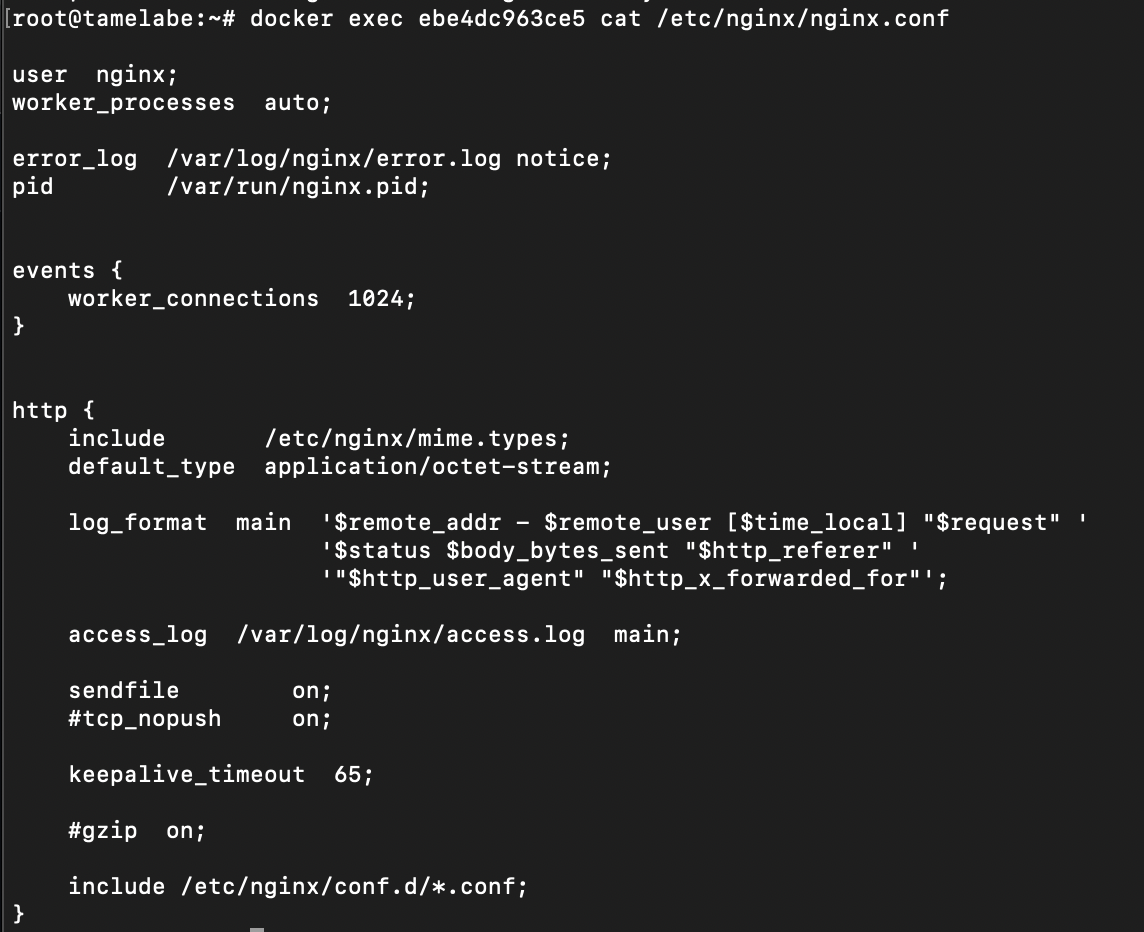 [root@tamelabe:~# docker exec ebe4dc963ce5 cat /etc/nginx/nginx.conf
user  nginx;
worker_processes  auto;
error_log  /var/log/nginx/error.log notice;
pid        /var/run/nginx.pid;
events {
    worker_connections  1024;
}
http {
    include       /etc/nginx/mime.types;
    default_type  application/octet-stream;
    log_format  main  '$remote_addr - $remote_user [$time_local] "$request" '
                      '$status $body_bytes_sent "$http_referer" '
                      '"$http_user_agent" "$http_x_forwarded_for"';
    access_log  /var/log/nginx/access.log  main;
    sendfile        on;
    #tcp_nopush     on;
    keepalive_timeout  65;
    #gzip  on;
    include /etc/nginx/conf.d/*.conf;
}